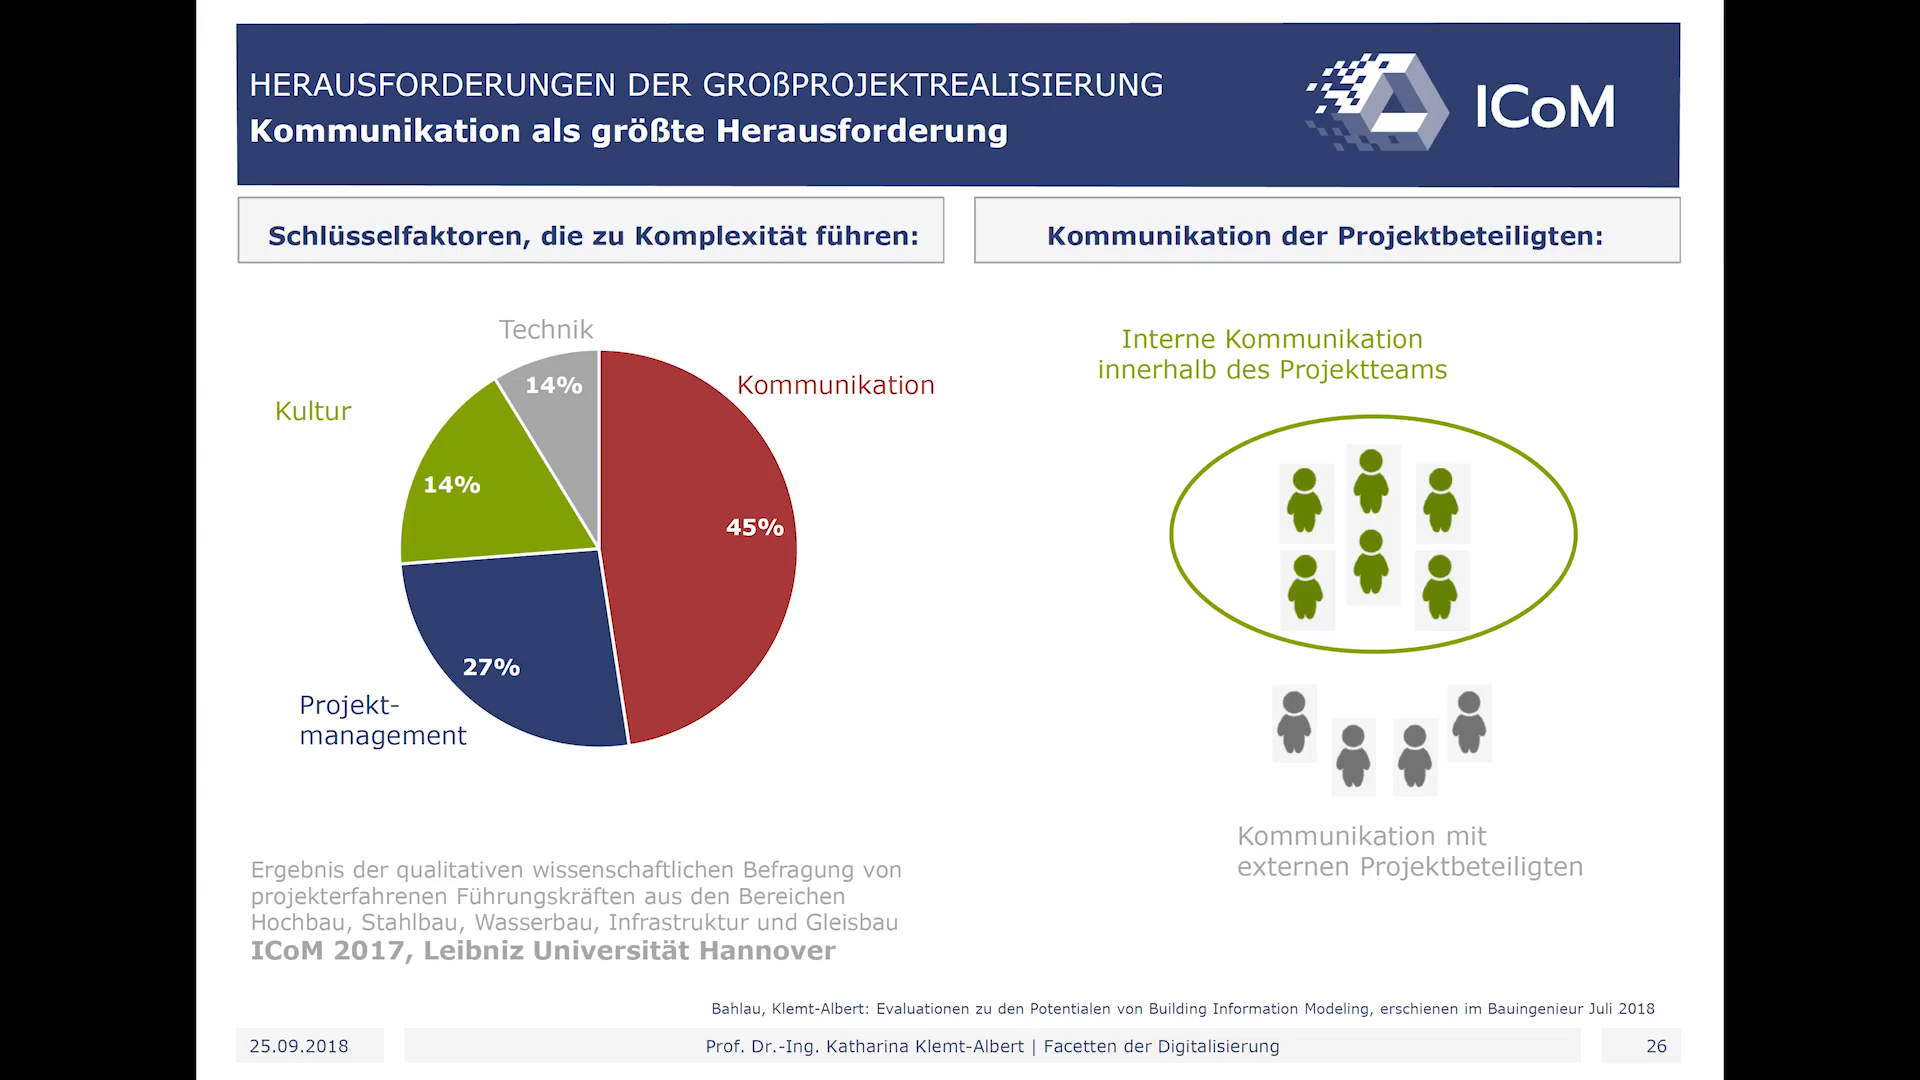 HERAUSFORDERUNGEN DER GROßPROJEKTREALISIERUNG
Kommunikation als größte Herausforderung
ICoM
Schlüsselfaktoren, die zu Komplexität führen:
Technik
14%
Kommunikation
Kultur
14%
45%
27%
Projekt-
management
Ergebnis der qualitativen wissenschaftlichen Befragung von
projekterfahrenen Führungskräften aus den Bereichen
Hochbau, Stahlbau, Wasserbau, Infrastruktur und Gleisbau
ICoM 2017, Leibniz Universität Hannover
Kommunikation der Projektbeteiligten:
Interne Kommunikation
innerhalb des Projektteams
Kommunikation mit
externen Projektbeteiligten
Bahlau, Klemt-Albert: Evaluationen zu den Potentialen von Building Information Modeling, erschienen im Bauingenieur Juli 2018
25.09.2018
Prof. Dr.-Ing. Katharina Klemt-Albert | Facetten der Digitalisierung
26